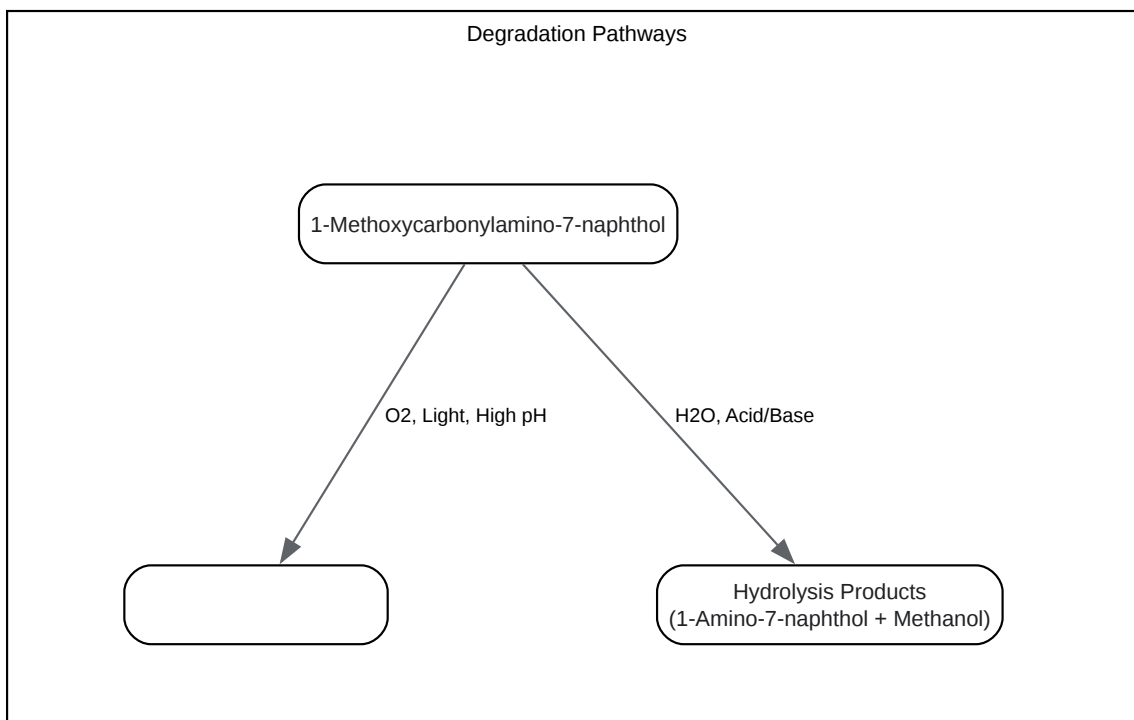 Degradation Pathways
1-Methoxycarbonylamino-7-naphthol
O2, Light, High pH
H2O, Acid/Base
Hydrolysis Products
(1-Amino-7-naphthol + Methanol)